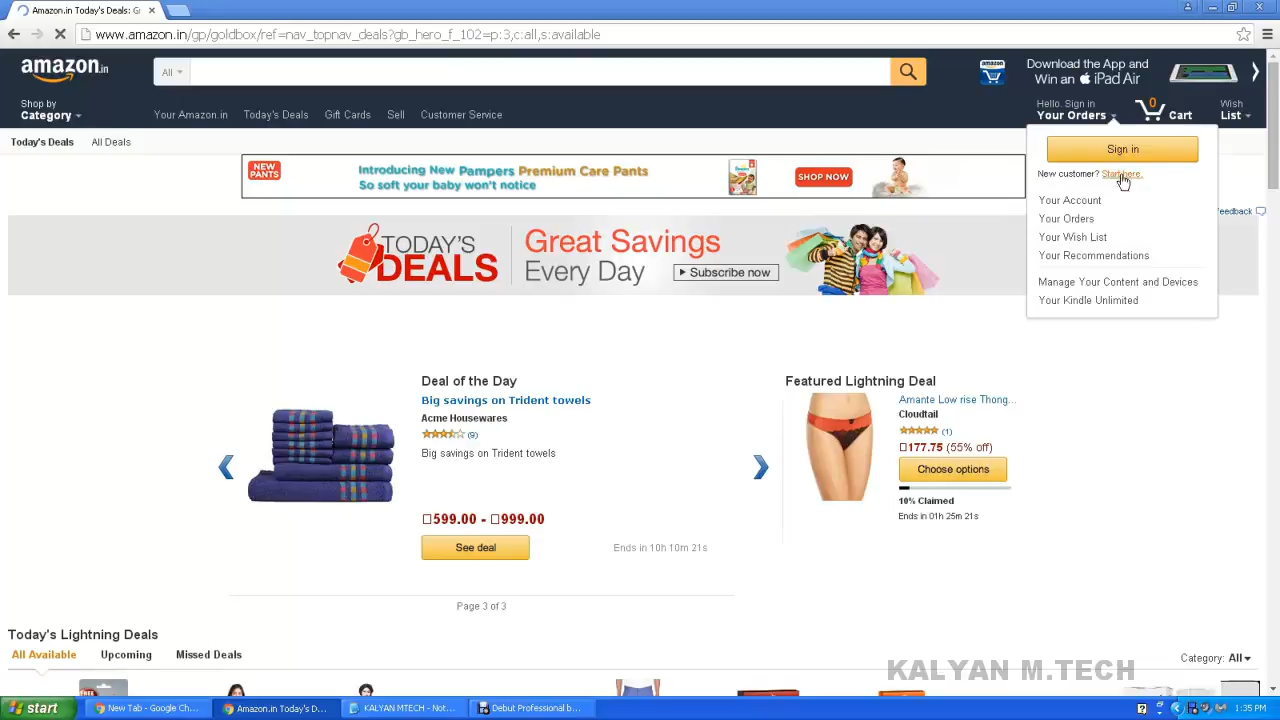 Amazon.in Today's Deals: Gr
www.amazon.in/gp/goldbox/ref=nav_topnav_deals?gb_hero_f_102=p:3,c:all,s:available
amazon.in
All
amazon
Download the App and
Win an iPad Air
Shop by
Category
Your Amazon.in
Today's Deals
Gift Cards
Sell
Customer Service
Hello. Sign in
Your Orders
0
Cart
Wish
List
Today's Deals
All Deals
Sign in
New customer? Start here.
Your Account
Your Orders
Your Wish List
Your Recommendations
Manage Your Content and Devices
Your Kindle Unlimited
NEW
PANTS
Introducing New Pampers Premium Care Pants
So soft your baby won't notice
SHOP NOW
eedback
TODAY'S
DEALS
Great Savings
Every Day
Subscribe now
Deal of the Day
Big savings on Trident towels
Acme Housewares
(9)
Big savings on Trident towels
599.00 - 999.00
See deal
Ends in 10h 10m 21s
Page 3 of 3
Featured Lightning Deal
Amante Low rise Thong...
Cloudtail
(1)
177.75 (55% off)
Choose options
10% Claimed
Ends in 01h 25m 21s
Today's Lightning Deals
All Available
Upcoming
Missed Deals
Category: All
KALYAN M.TECH
start
New Tab - Google Ch...
Amazon.in Today's D...
KALYAN MTECH - Not...
Debut Professional b...
1:35 PM